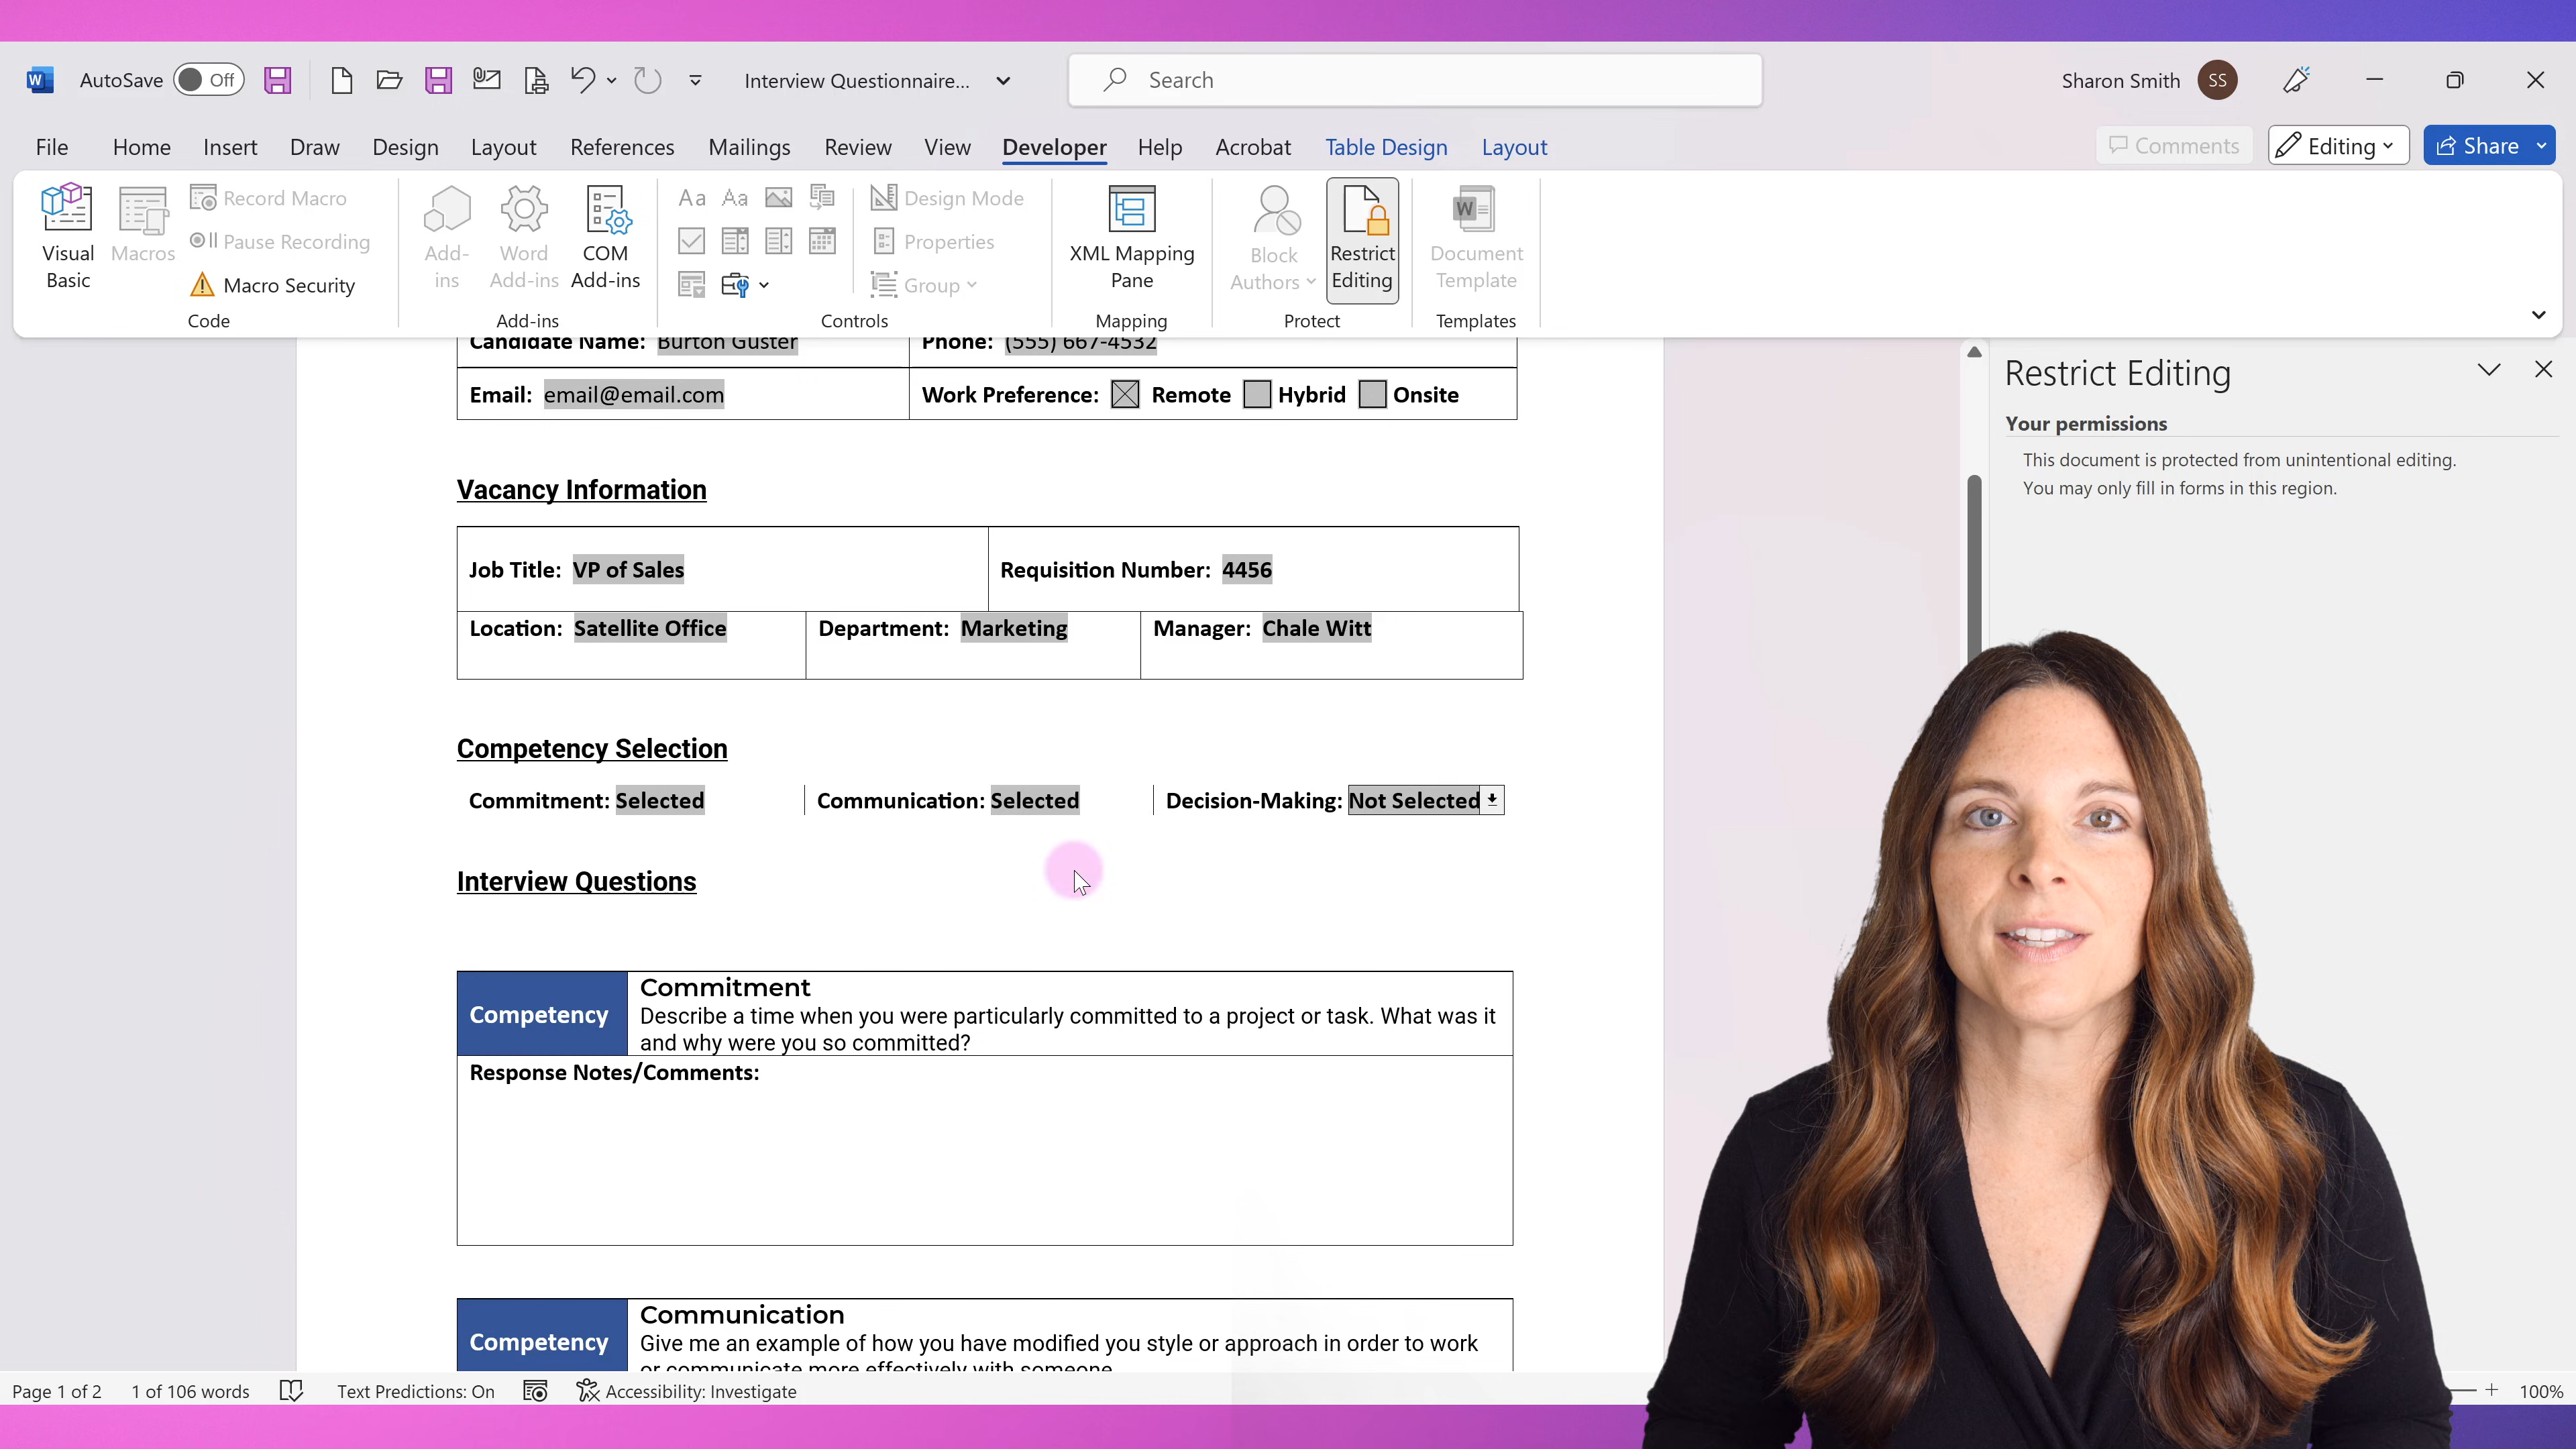 AutoSave Off Interview Questionnaire... Search Sharon Smith SS
File Home Insert Draw Design Layout References Mailings Review View Developer Help Acrobat Table Design Layout Comments Editing Share
Visual Basic
Macros
Record Macro
Pause Recording
Macro Security
Code
Add-ins
Word Add-ins
COM Add-ins
Add-ins
Aa Aa
Design Mode
Properties
Group
Controls
XML Mapping Pane
Mapping
Block Authors
Restrict Editing
Protect
Document Template
Templates
Candidate Name: Burton Guster Phone: (555) 667-4532
Email: email@email.com Work Preference: Remote Hybrid Onsite
Vacancy Information
Job Title: VP of Sales Requisition Number: 4456
Location: Satellite Office Department: Marketing Manager: Chale Witt
Competency Selection
Commitment: Selected Communication: Selected Decision-Making: Not Selected
Interview Questions
Competency
Commitment
Describe a time when you were particularly committed to a project or task. What was it
and why were you so committed?
Response Notes/Comments:
Competency
Communication
Give me an example of how you have modified you style or approach in order to work
or communicate more effectively with someone
Restrict Editing
Your permissions
This document is protected from unintentional editing.
You may only fill in forms in this region.
Page 1 of 2 1 of 106 words Text Predictions: On Accessibility: Investigate 100%